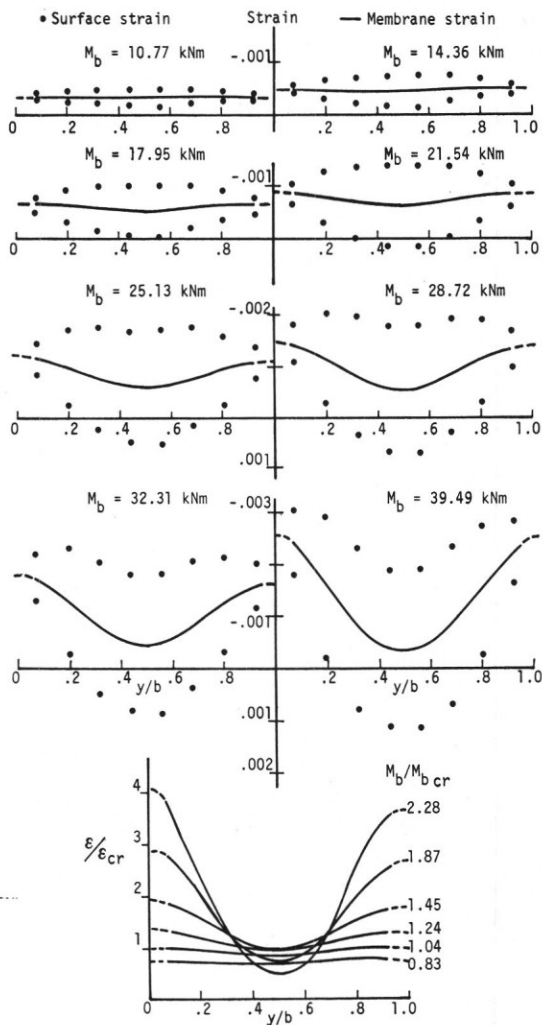 • Surface strain Strain — Membrane strain
M_b = 10.77 kNm -.001 M_b = 14.36 kNm
0 .2 .4 .6 .8 0 .2 .4 .6 .8 1.0
M_b = 17.95 kNm -.001 M_b = 21.54 kNm
0 .2 .4 .6 .8 .2 .4 .6 .8 1.0
M_b = 25.13 kNm -.002 M_b = 28.72 kNm
0 .2 .4 .6 .8 .2 .4 .6 .8 1.0
.001
M_b = 32.31 kNm -.003 M_b = 39.49 kNm
-.001
0 .2 y/b .6 .8 .2 y/b .6 .8 1.0
.001
.002
M_b/M_b cr
4
2.28
ε/ε_cr 3
1.87
2
1.45
1.24
1
1.04
0.83
0 .2 .4 .6 .8 1.0
y/b